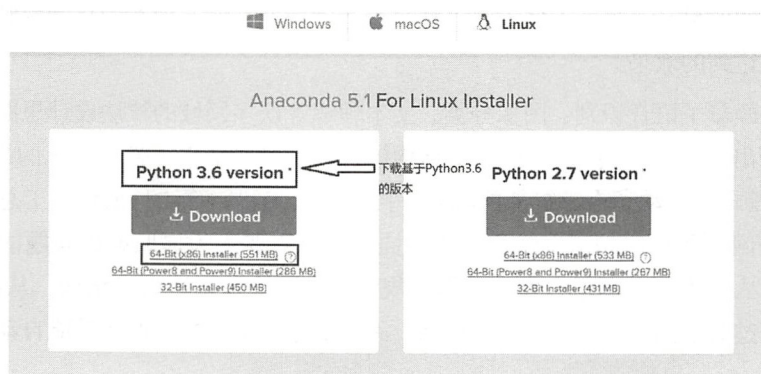 Windows macOS Linux
Anaconda 5.1 For Linux Installer
Python 3.6 version *
下载基于Python3.6
的版本
Download
64-Bit (x86) Installer (551 MB) ?
64-Bit (Power8 and Power9) Installer (286 MB)
32-Bit Installer (450 MB)
Python 2.7 version *
Download
64-Bit (x86) Installer (533 MB) ?
64-Bit (Power8 and Power9) Installer (267 MB)
32-Bit Installer (431 MB)